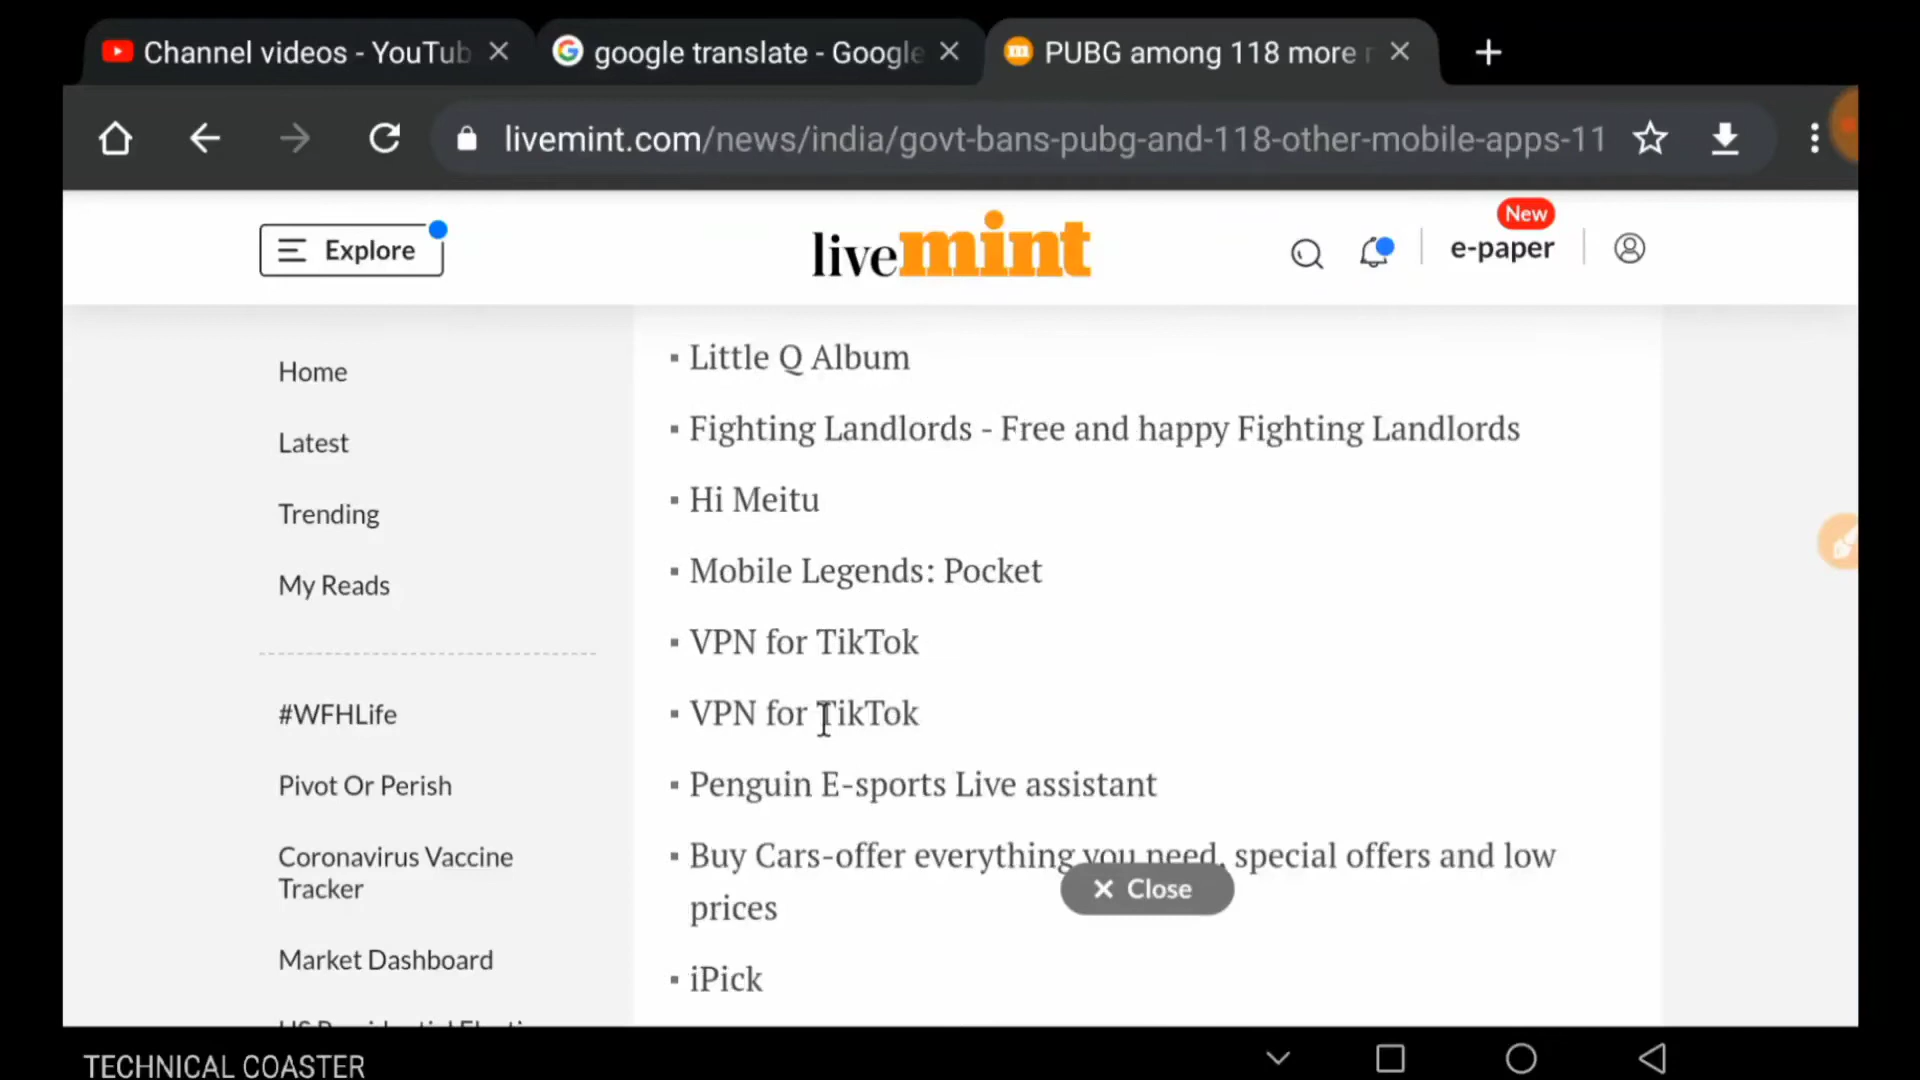 Channel videos - YouTub
google translate - Google
PUBG among 118 more
livemint.com/news/india/govt-bans-pubg-and-118-other-mobile-apps-11
Explore
livemint
New
e-paper
Home
Latest
Trending
My Reads
#WFHLife
Pivot Or Perish
Coronavirus Vaccine
Tracker
Market Dashboard
▪ Little Q Album
▪ Fighting Landlords - Free and happy Fighting Landlords
▪ Hi Meitu
▪ Mobile Legends: Pocket
▪ VPN for TikTok
▪ VPN for TikTok
▪ Penguin E-sports Live assistant
▪ Buy Cars-offer everything you need, special offers and low
prices
▪ iPick
Close
TECHNICAL COASTER